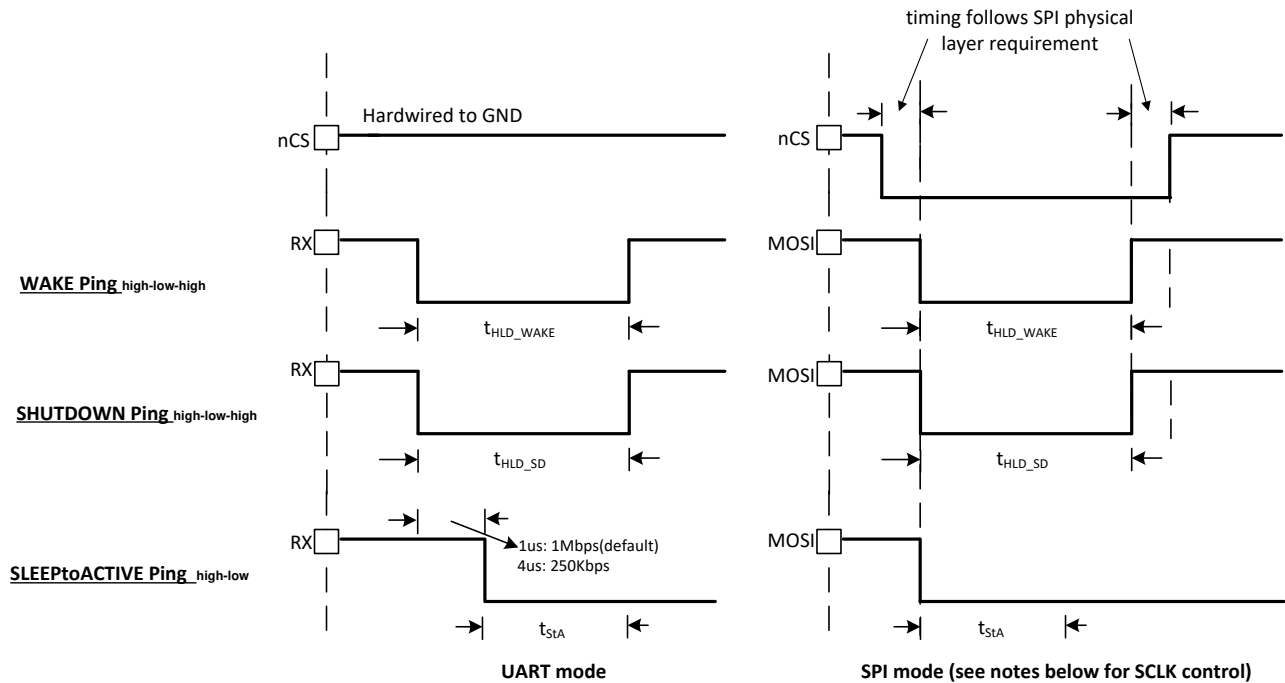 timing follows SPI physical
layer requirement
Hardwired to GND
nCS
nCS
RX
MOSI
WAKE Ping high-low-high
tHLD_WAKE
tHLD_WAKE
RX
MOSI
SHUTDOWN Ping high-low-high
tHLD_SD
tHLD_SD
RX
1us: 1Mbps(default)
4us: 250Kbps
MOSI
SLEEPtoACTIVE Ping high-low
tStA
tStA
UART mode
SPI mode (see notes below for SCLK control)